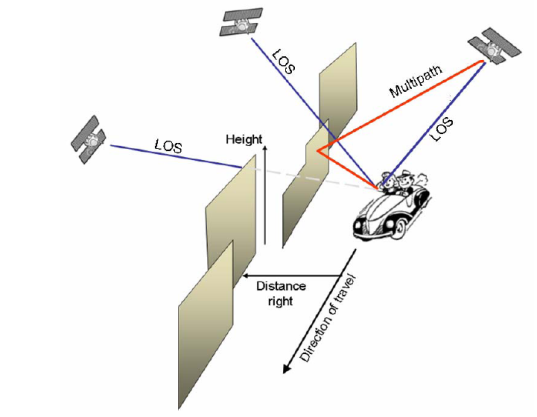 LOS
Multipath
LOS
LOS
Height
Distance
right
Direction of travel